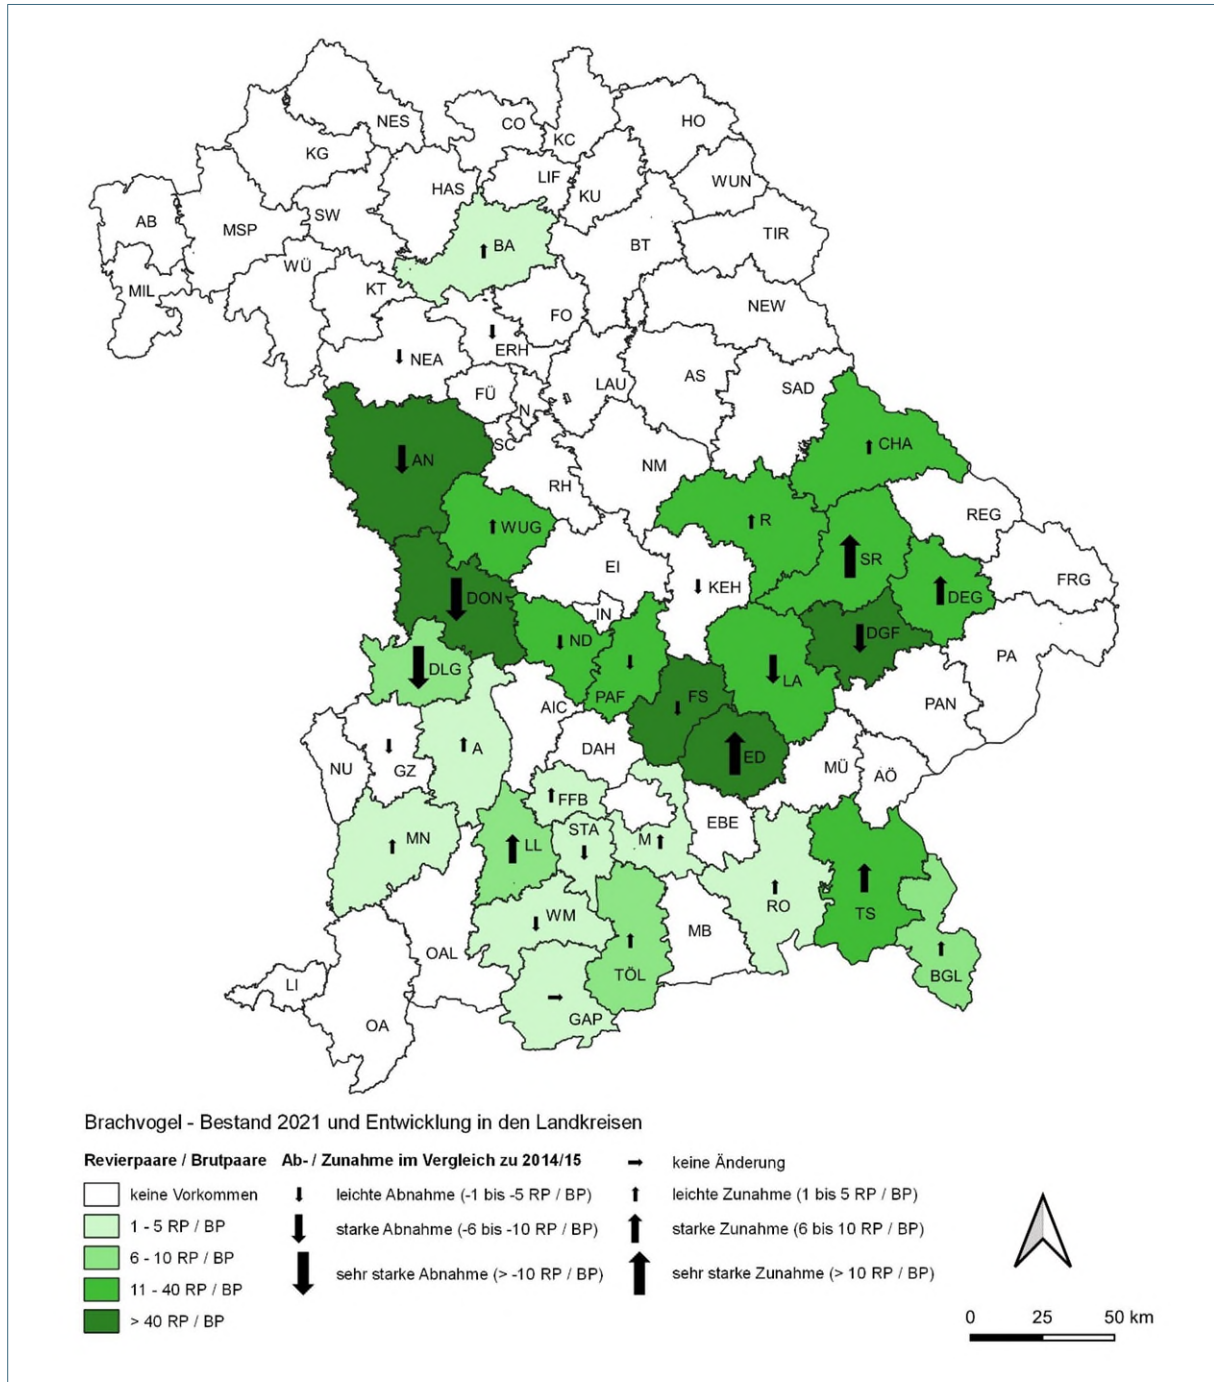 NES
CO
KC
HO
KG
LIF
WUN
HAS
KU
AB
SW
MSP
TIR
BA
BT
WÜ
MIL
KT
NEW
FO
ERH
NEA
AS
LAU
SAD
FÜ
N
SC
CHA
AN
NM
RH
R
WUG
REG
SR
EI
KEH
FRG
DON
DEG
IN
ND
DGF
PA
DLG
LA
PAF
FS
PAN
AIC
A
DAH
ED
NU
GZ
MÜ
AÖ
FFB
EBE
STA
MN
LL
M
RO
TS
WM
MB
OAL
TÖL
BGL
LI
GAP
OA
Brachvogel - Bestand 2021 und Entwicklung in den Landkreisen
Revierpaare / Brutpaare Ab- / Zunahme im Vergleich zu 2014/15 keine Änderung
keine Vorkommen leichte Abnahme (-1 bis -5 RP / BP) leichte Zunahme (1 bis 5 RP / BP)
1 - 5 RP / BP starke Abnahme (-6 bis -10 RP / BP) starke Zunahme (6 bis 10 RP / BP)
6 - 10 RP / BP sehr starke Abnahme (> -10 RP / BP) sehr starke Zunahme (> 10 RP / BP)
11 - 40 RP / BP
> 40 RP / BP
0 25 50 km